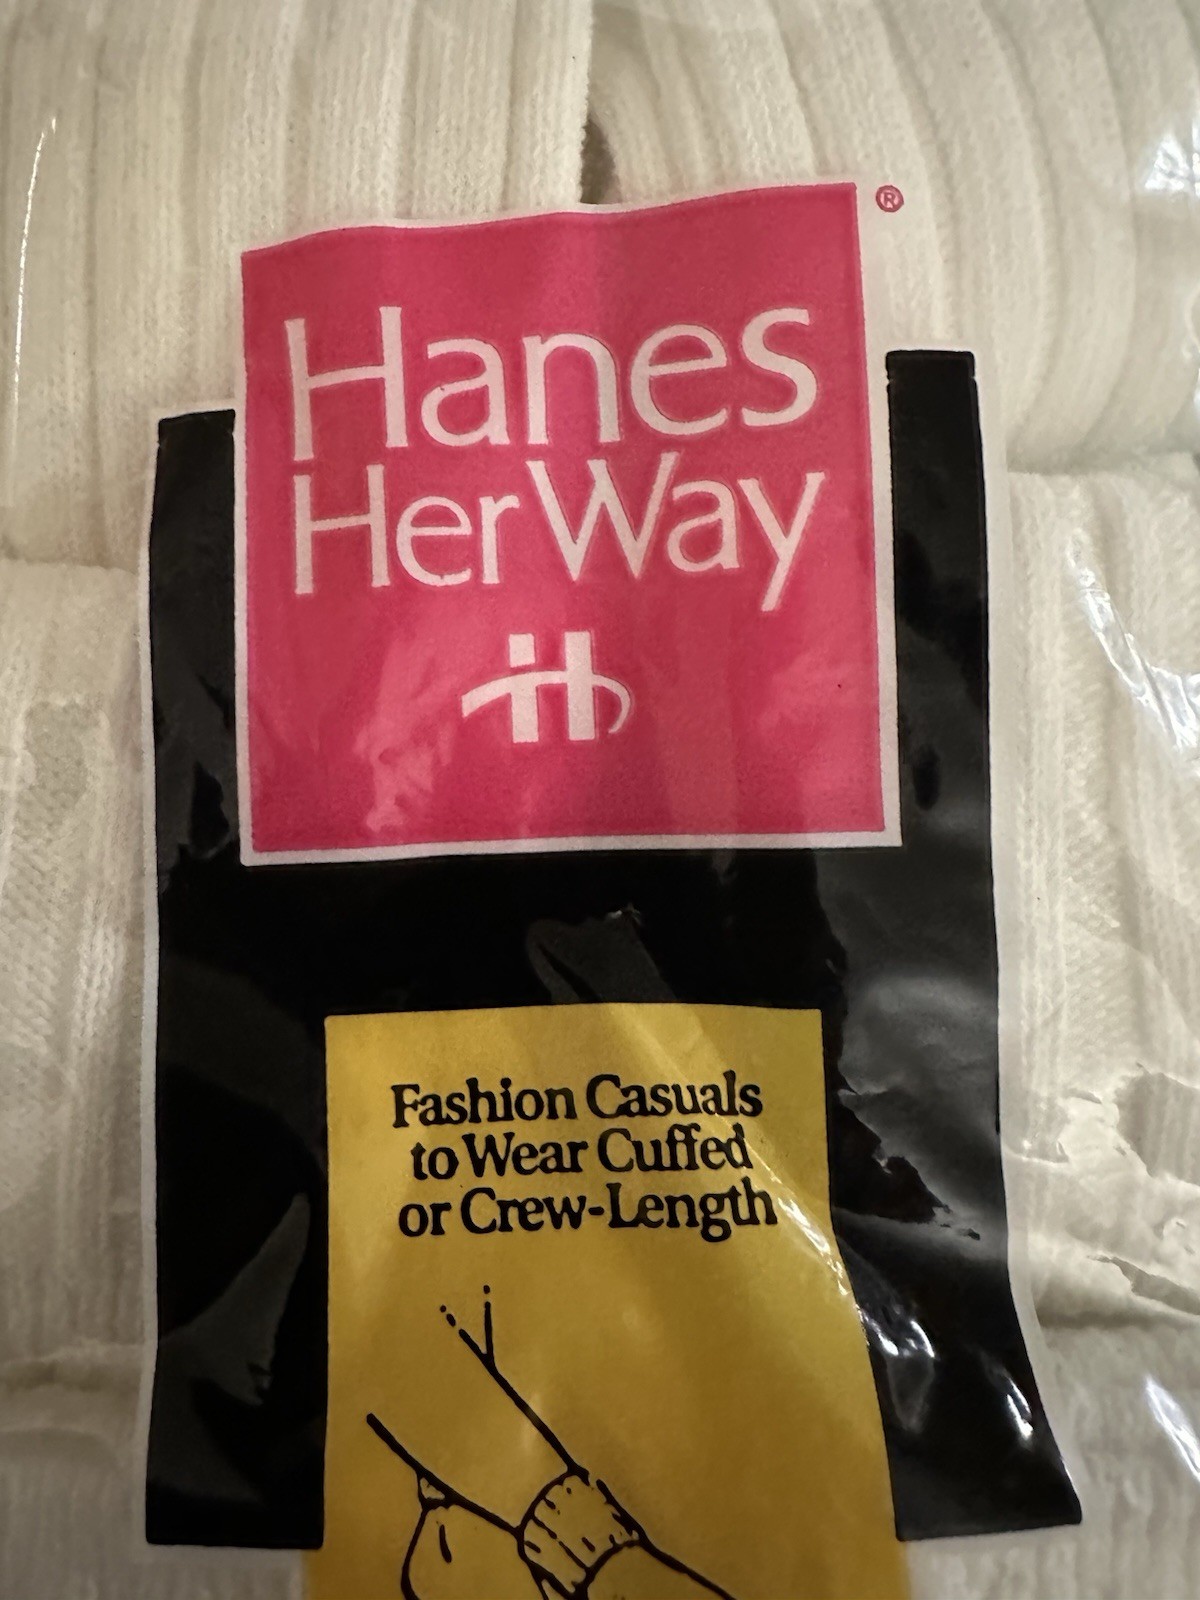 Hanes
Her Way
®
Fashion Casuals
to Wear Cuffed
or Crew-Length